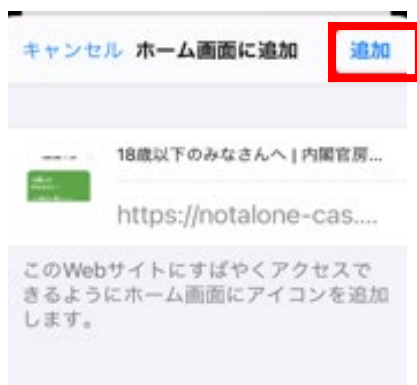 キャンセル ホーム画面に追加 追加
18歳以下のみなさんへ | 内閣官房...
https://notalone-cas....
このWebサイトにすばやくアクセスで
きるようにホーム画面にアイコンを追加
します。